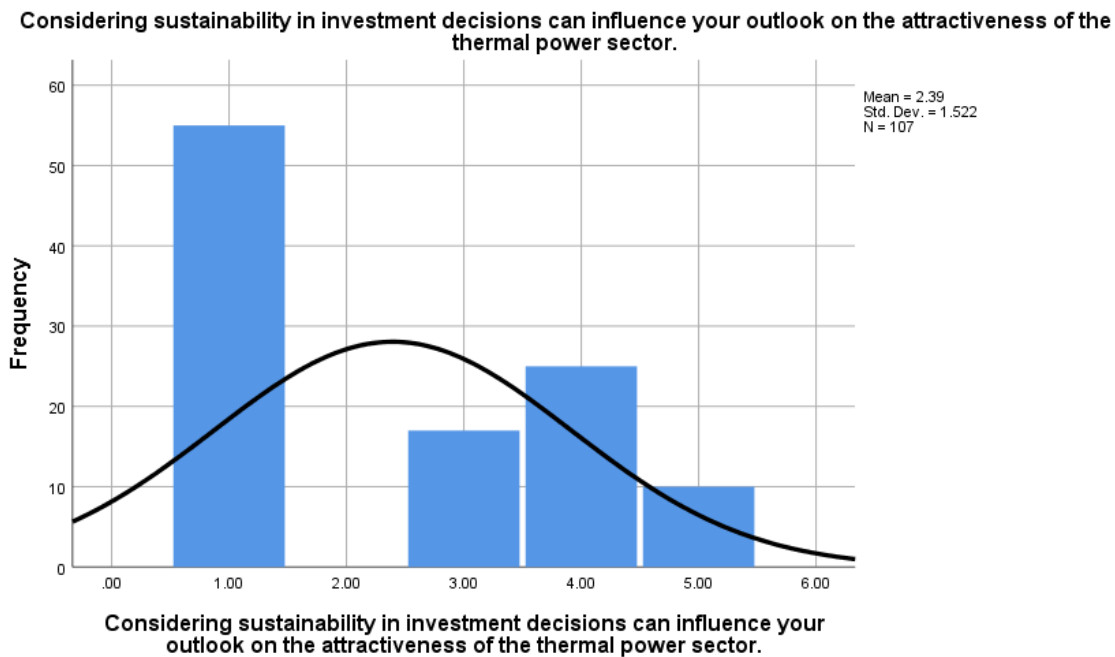 Considering sustainability in investment decisions can influence your outlook on the attractiveness of the
thermal power sector.
Mean = 2.39
Std. Dev. = 1.522
N = 107
Frequency
60
50
40
30
20
10
0
.00 1.00 2.00 3.00 4.00 5.00 6.00
Considering sustainability in investment decisions can influence your
outlook on the attractiveness of the thermal power sector.